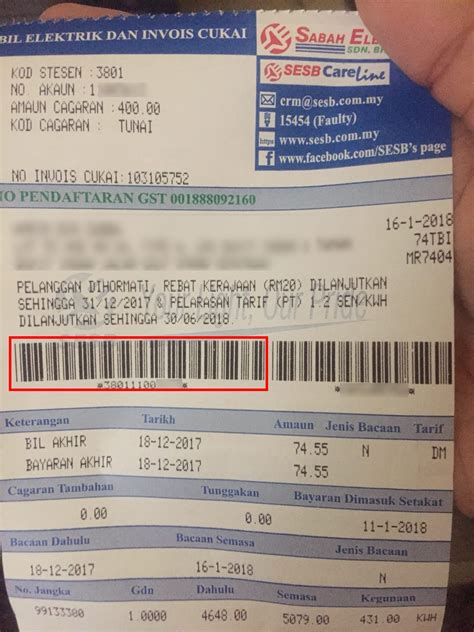 BIL ELEKTRIK DAN INVOIS CUKAI
SABAH
SDN.
KOD STESEN :3801
SESB CareLine
NO. AKAUN :1
AMAUN CAGARAN :400.00
crm@sesb.com.my
KOD CAGARAN : TUNAI
15454 (Faulty)
www.sesb.com.my
www.facebook.com/SESB's page
NO INVOIS CUKAI:103105752
NO PENDAFTARAN GST 001888092160
16-1-2018
74TBI
MR7404
PELANGGAN DIHORMATI, REBAT KERAJAAN (RM20) DILANJUTKAN
SEHINGGA 31/12/2017 & PELARASAN TARIF (PT) 1.2 SEN/KWH
DILANJUTKAN SEHINGGA 30/06/2018.
*38011100
Keterangan Tarikh Amaun Jenis Bacaan Tarif
BIL AKHIR 18-12-2017 74.55 N DM
BAYARAN AKHIR 18-12-2017 74.55
Cagaran Tambahan Tunggakan Bayaran Dimasuk Setakat
0.00 0.00 11-1-2018
Bacaan Dahulu Bacaan Semasa Jenis Bacaan
18-12-2017 16-1-2018 N
No. Jangka Gdn Dahulu Semasa Kegunaan
99133380 1.0000 4648.00 5079.00 431.00 KWH